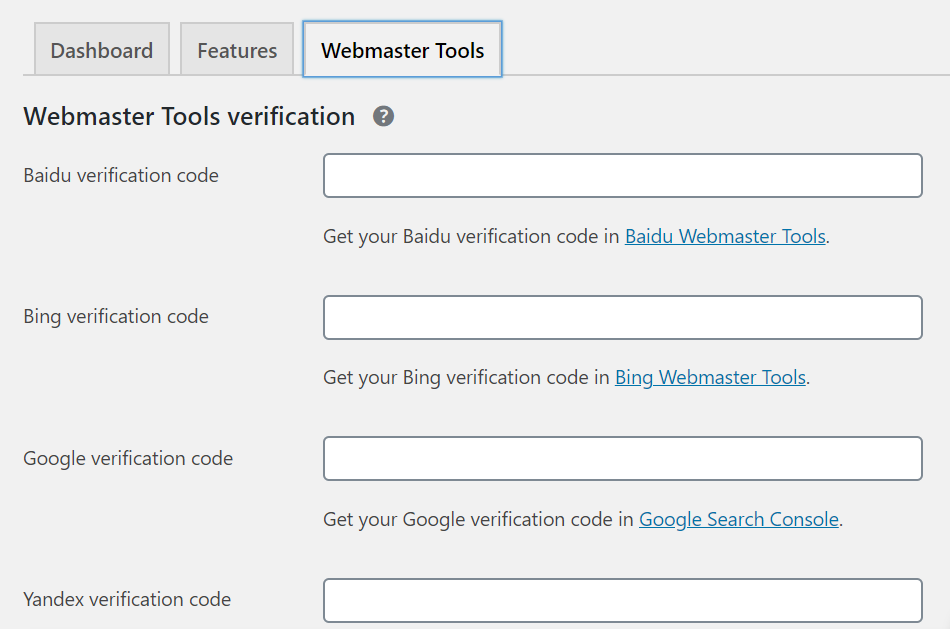 Dashboard Features Webmaster Tools
Webmaster Tools verification ?
Baidu verification code
Get your Baidu verification code in Baidu Webmaster Tools.
Bing verification code
Get your Bing verification code in Bing Webmaster Tools.
Google verification code
Get your Google verification code in Google Search Console.
Yandex verification code